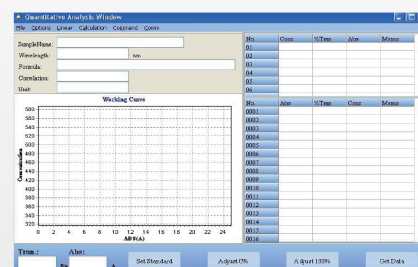 Quantitative Analysis Window
File Options Linear Calculation Command Comm
SampleName:
Wavelength: Nm
Formula:
Correlation:
Unit:
No. Conc %Trns Abs Memo
01
02
03
04
05
06
Working Curve
Concentration
580
560
540
520
500
480
460
440
420
400
380
360
340
320
0 2 4 6 8 10 12 14 16 18 20 22 24
ABS(A)
No. Abs %Trns Conc Memo
0001
0002
0003
0004
0005
0006
0007
0008
0009
0010
0011
0012
0013
0014
0015
0016
Trnm.: Abs:
% A
Set Standard Adjust 0% Adjust 100% Get Data